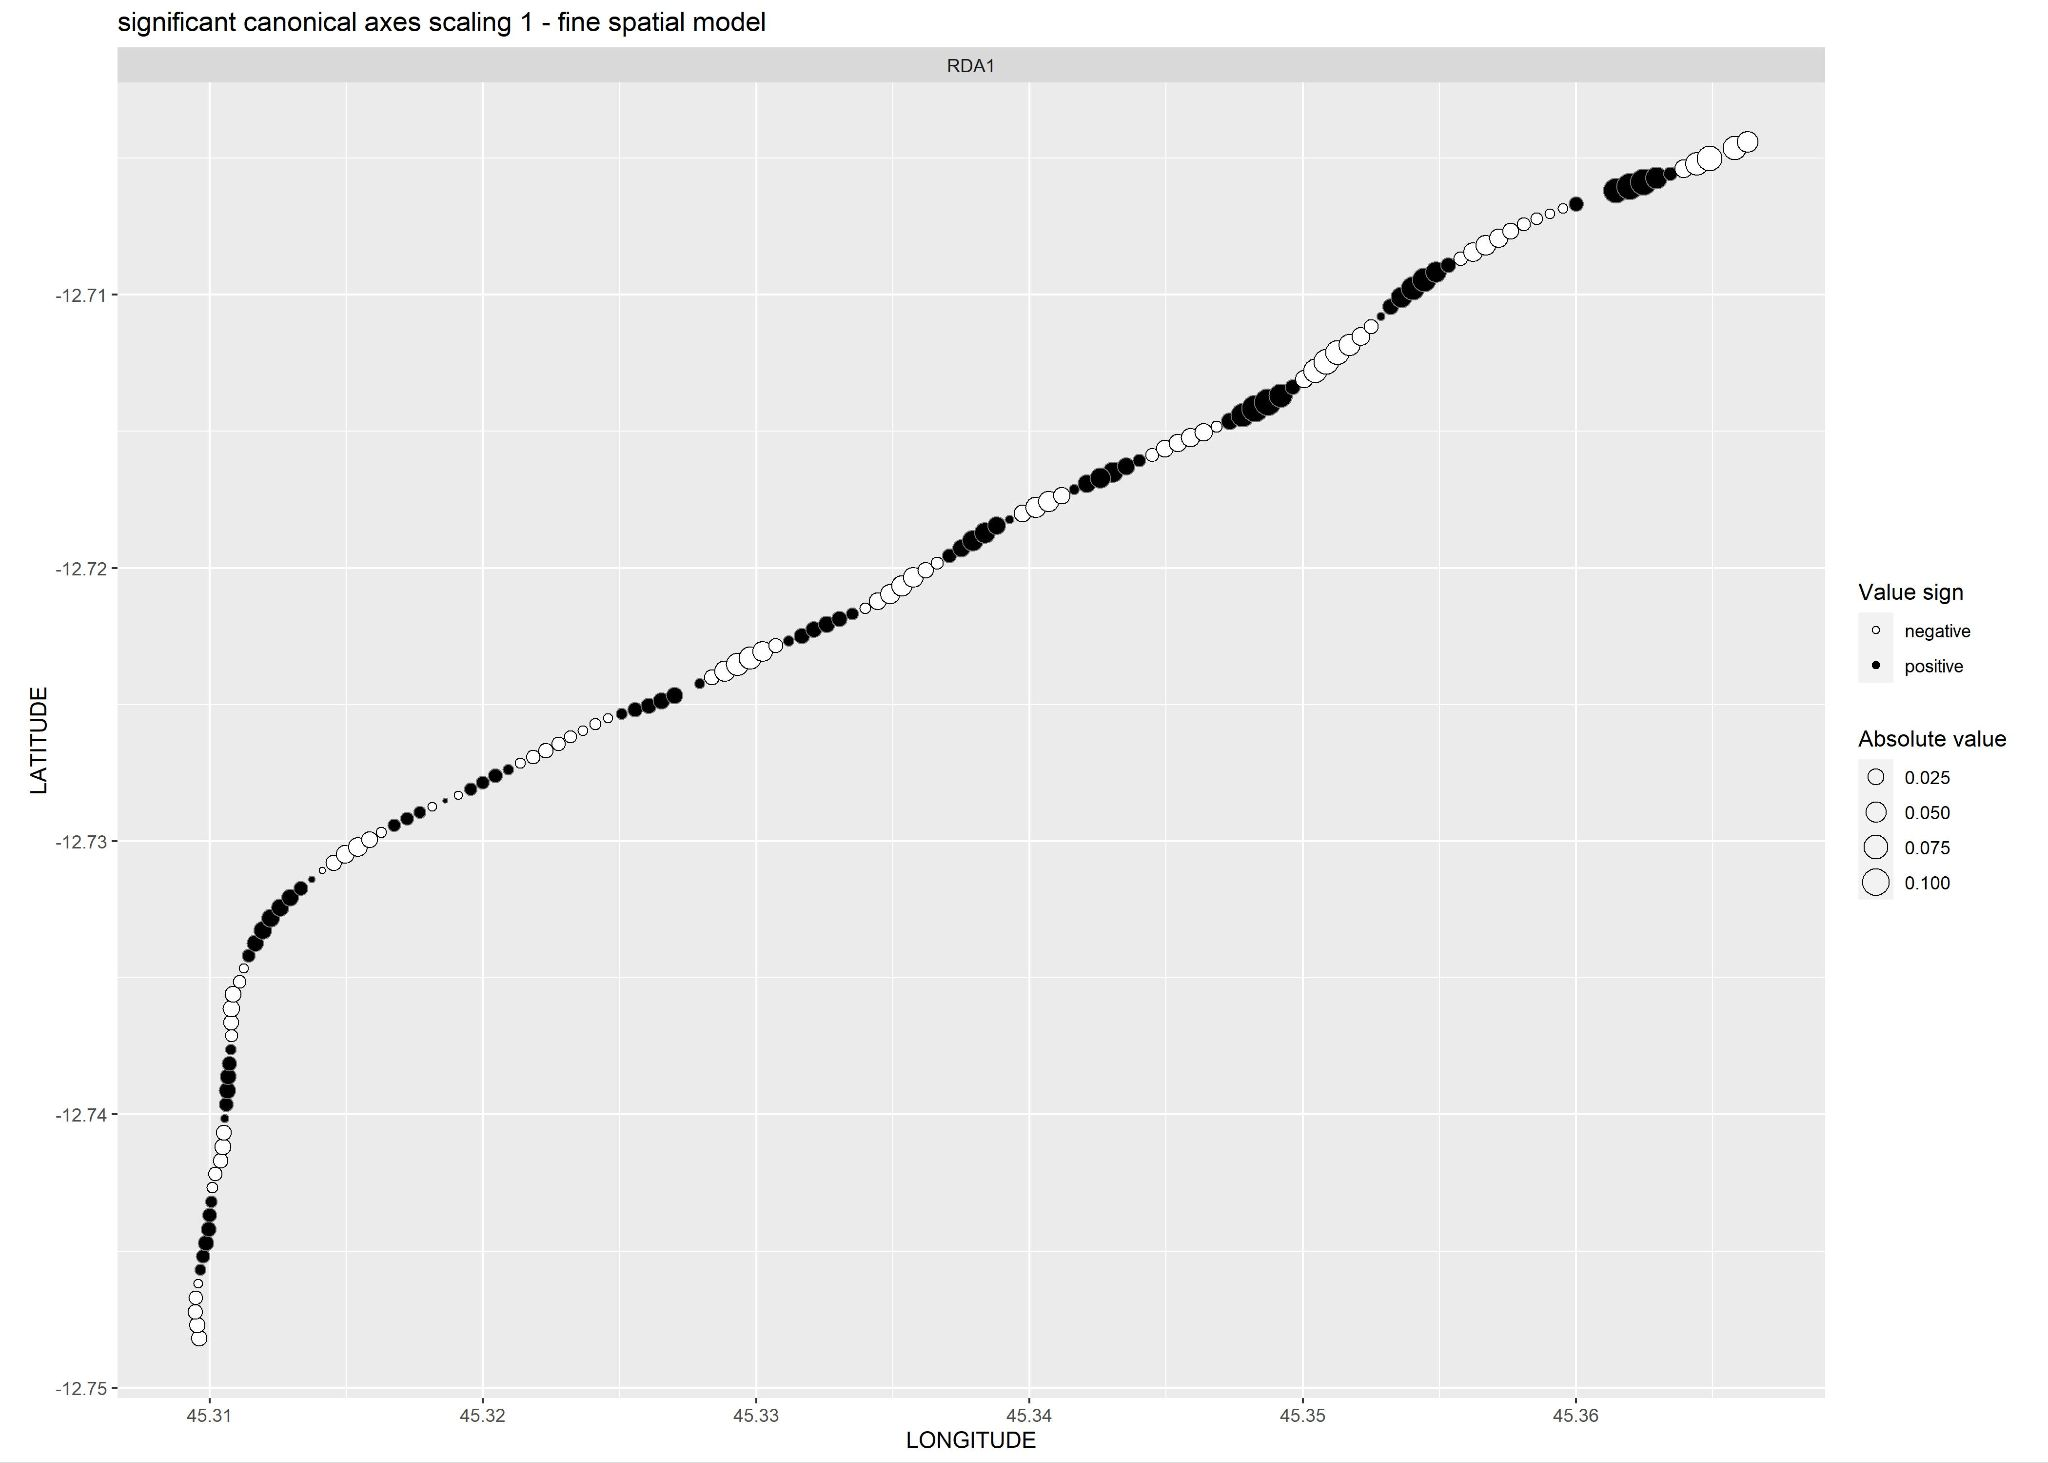 significant canonical axes scaling 1 - fine spatial model
RDA1
-12.71
-12.72
-12.73
-12.74
-12.75
LATITUDE
45.31
45.32
45.33
45.34
45.35
45.36
LONGITUDE
Value sign
negative
positive
Absolute value
0.025
0.050
0.075
0.100